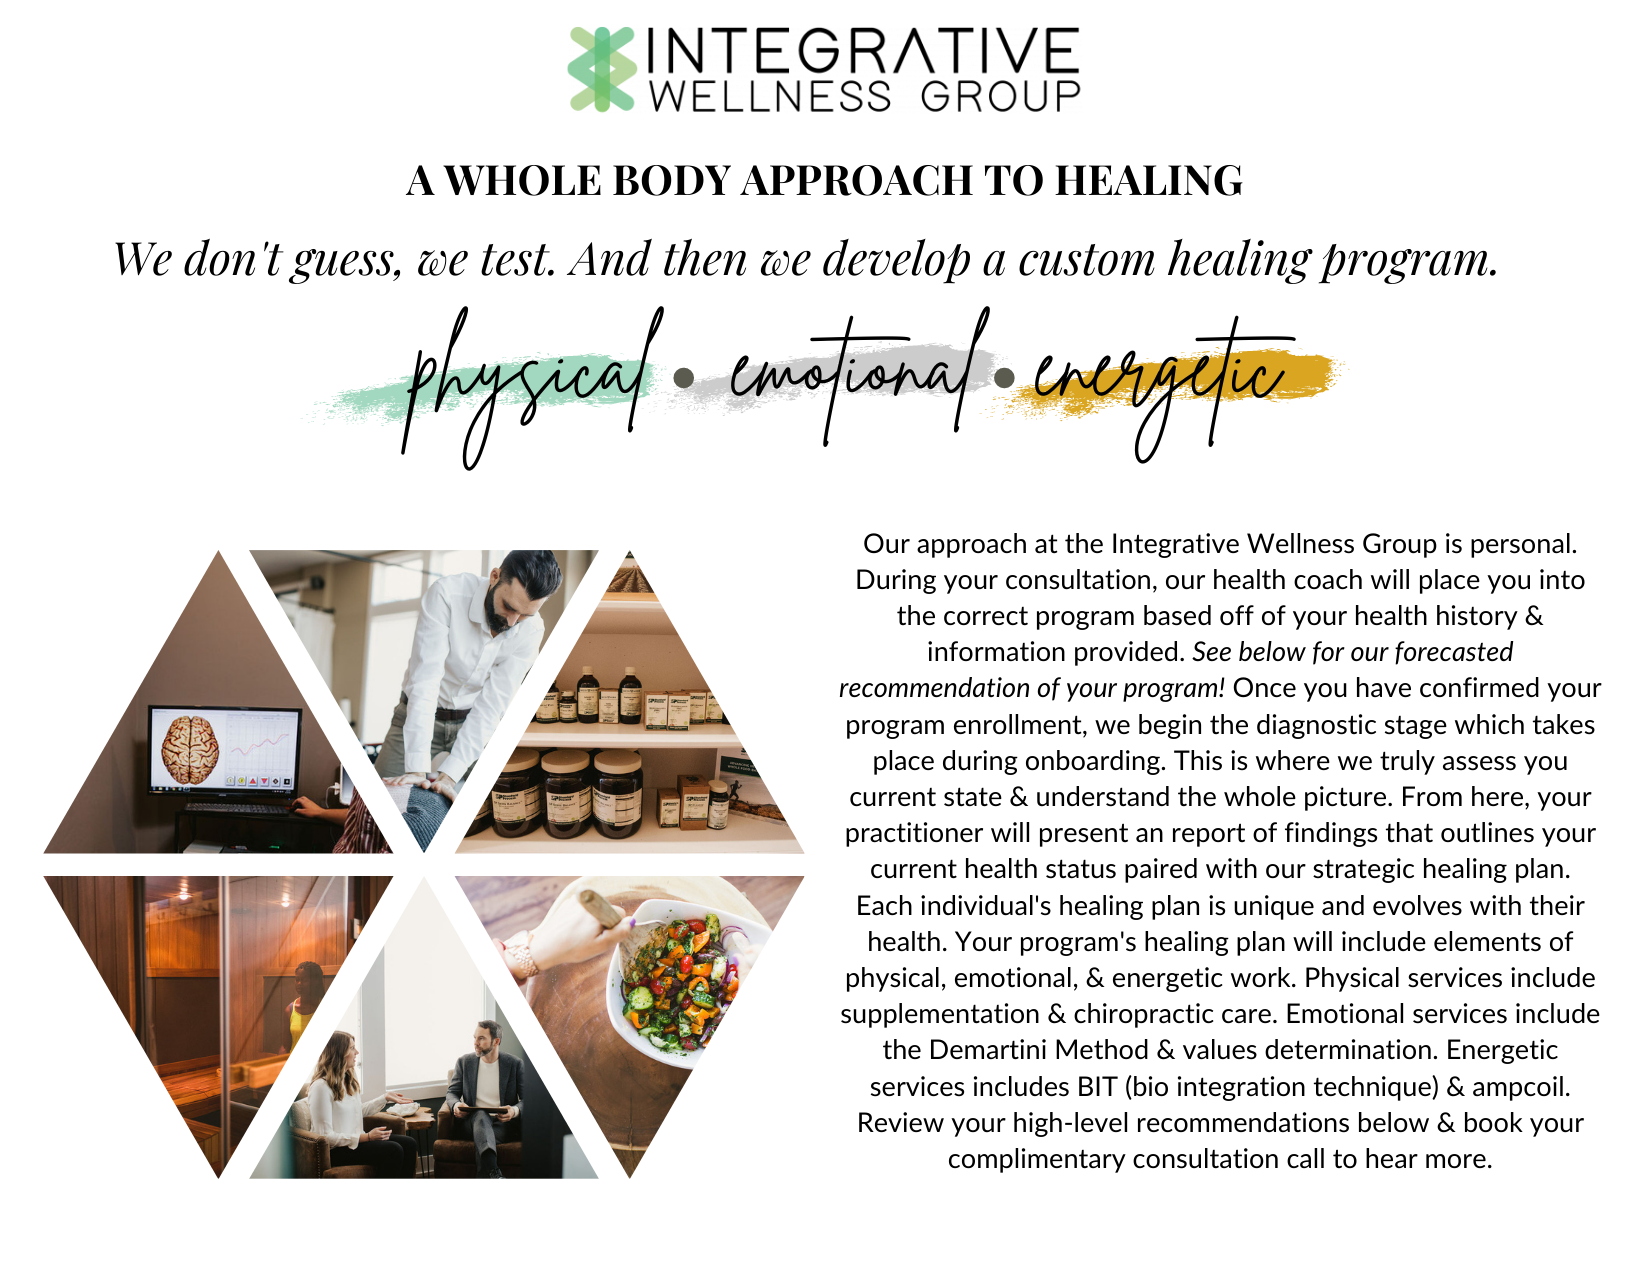 INTEGRATIVE
WELLNESS GROUP
A WHOLE BODY APPROACH TO HEALING
We don't guess, we test. And then we develop a custom healing program.
physical • emotional • energetic
Our approach at the Integrative Wellness Group is personal.
During your consultation, our health coach will place you into
the correct program based off of your health history &
information provided. See below for our forecasted
recommendation of your program! Once you have confirmed your
program enrollment, we begin the diagnostic stage which takes
place during onboarding. This is where we truly assess you
current state & understand the whole picture. From here, your
practitioner will present an report of findings that outlines your
current health status paired with our strategic healing plan.
Each individual's healing plan is unique and evolves with their
health. Your program's healing plan will include elements of
physical, emotional, & energetic work. Physical services include
supplementation & chiropractic care. Emotional services include
the Demartini Method & values determination. Energetic
services includes BIT (bio integration technique) & ampcoil.
Review your high-level recommendations below & book your
complimentary consultation call to hear more.